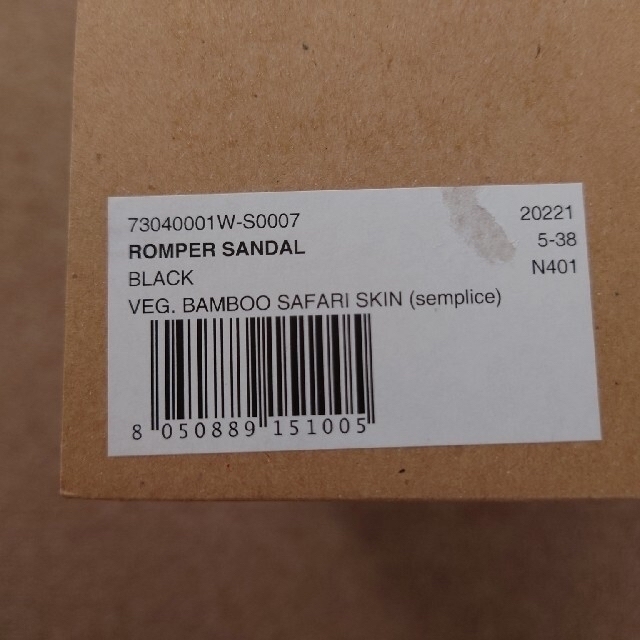 73040001W-S0007 20221
ROMPER SANDAL 5-38
BLACK N401
VEG. BAMBOO SAFARI SKIN (semplice)
8 050889 151005